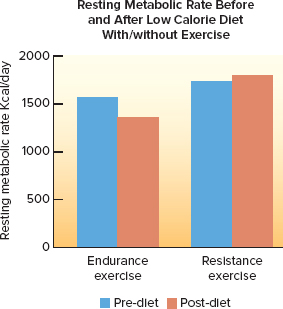 Resting Metabolic Rate Before
and After Low Calorie Diet
With/without Exercise
Resting metabolic rate Kcal/day
2000
1500
1000
500
0
Endurance
exercise
Resistance
exercise
Pre-diet
Post-diet